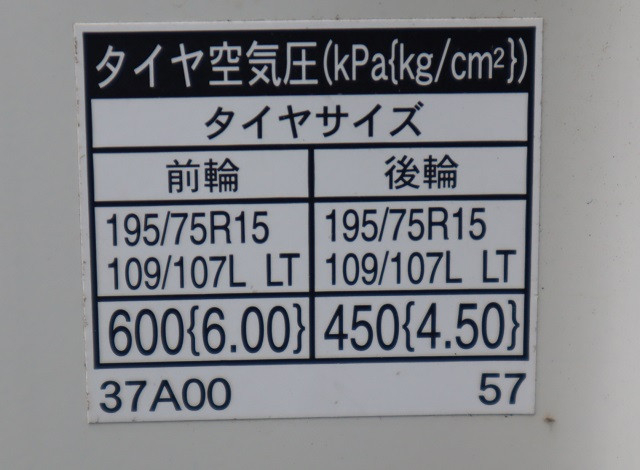 タイヤ空気圧(kPa{kg/cm²})
タイヤサイズ
前輪 後輪
195/75R15 195/75R15
109/107L LT 109/107L LT
600{6.00} 450{4.50}
37A00 57